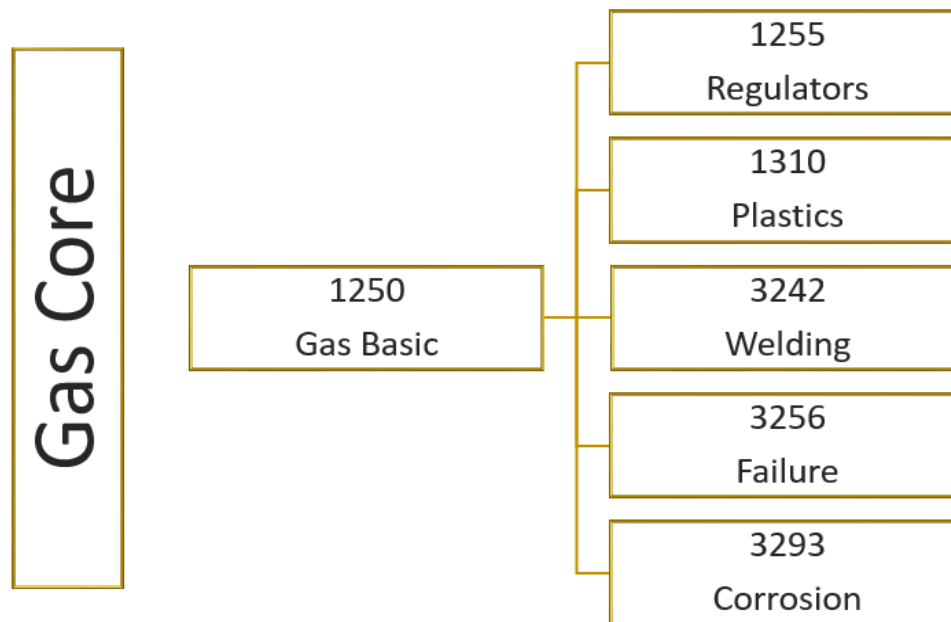 Gas Core
1250
Gas Basic
1255
Regulators
1310
Plastics
3242
Welding
3256
Failure
3293
Corrosion